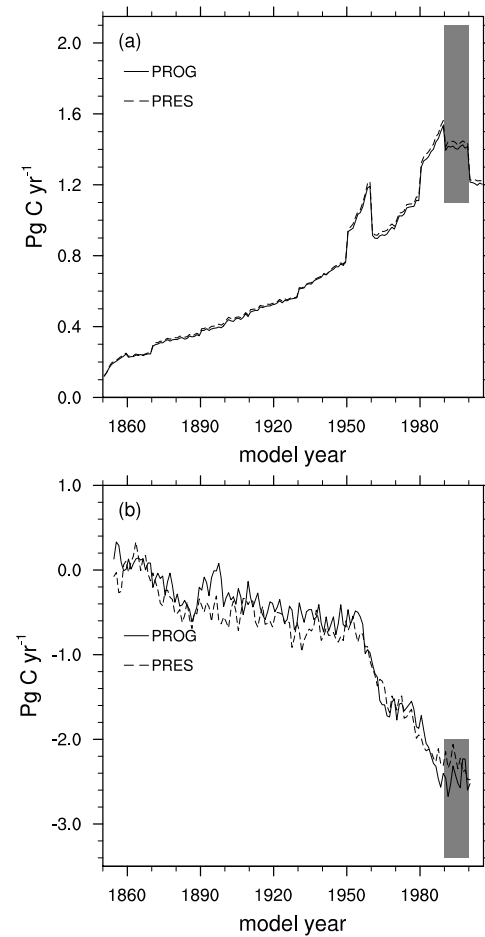 (a)
PROG
PRES
Pg C yr-1
2.0
1.6
1.2
0.8
0.4
0.0
1860 1890 1920 1950 1980
model year
(b)
PROG
PRES
Pg C yr-1
1.0
0.0
-1.0
-2.0
-3.0
1860 1890 1920 1950 1980
model year